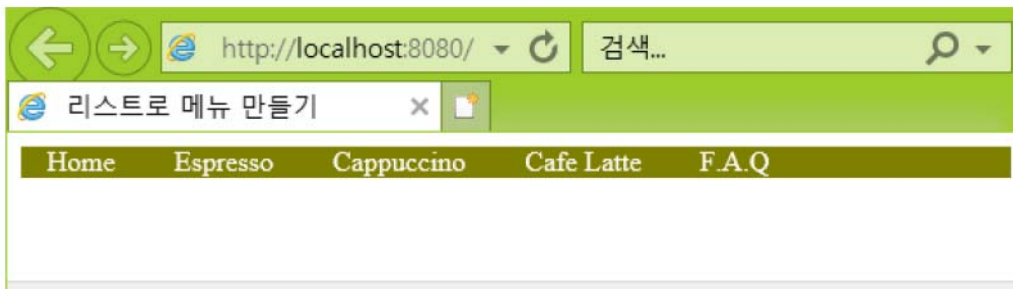 http://localhost:8080/ 검색...
리스트로 메뉴 만들기
Home Espresso Cappuccino Cafe Latte F.A.Q